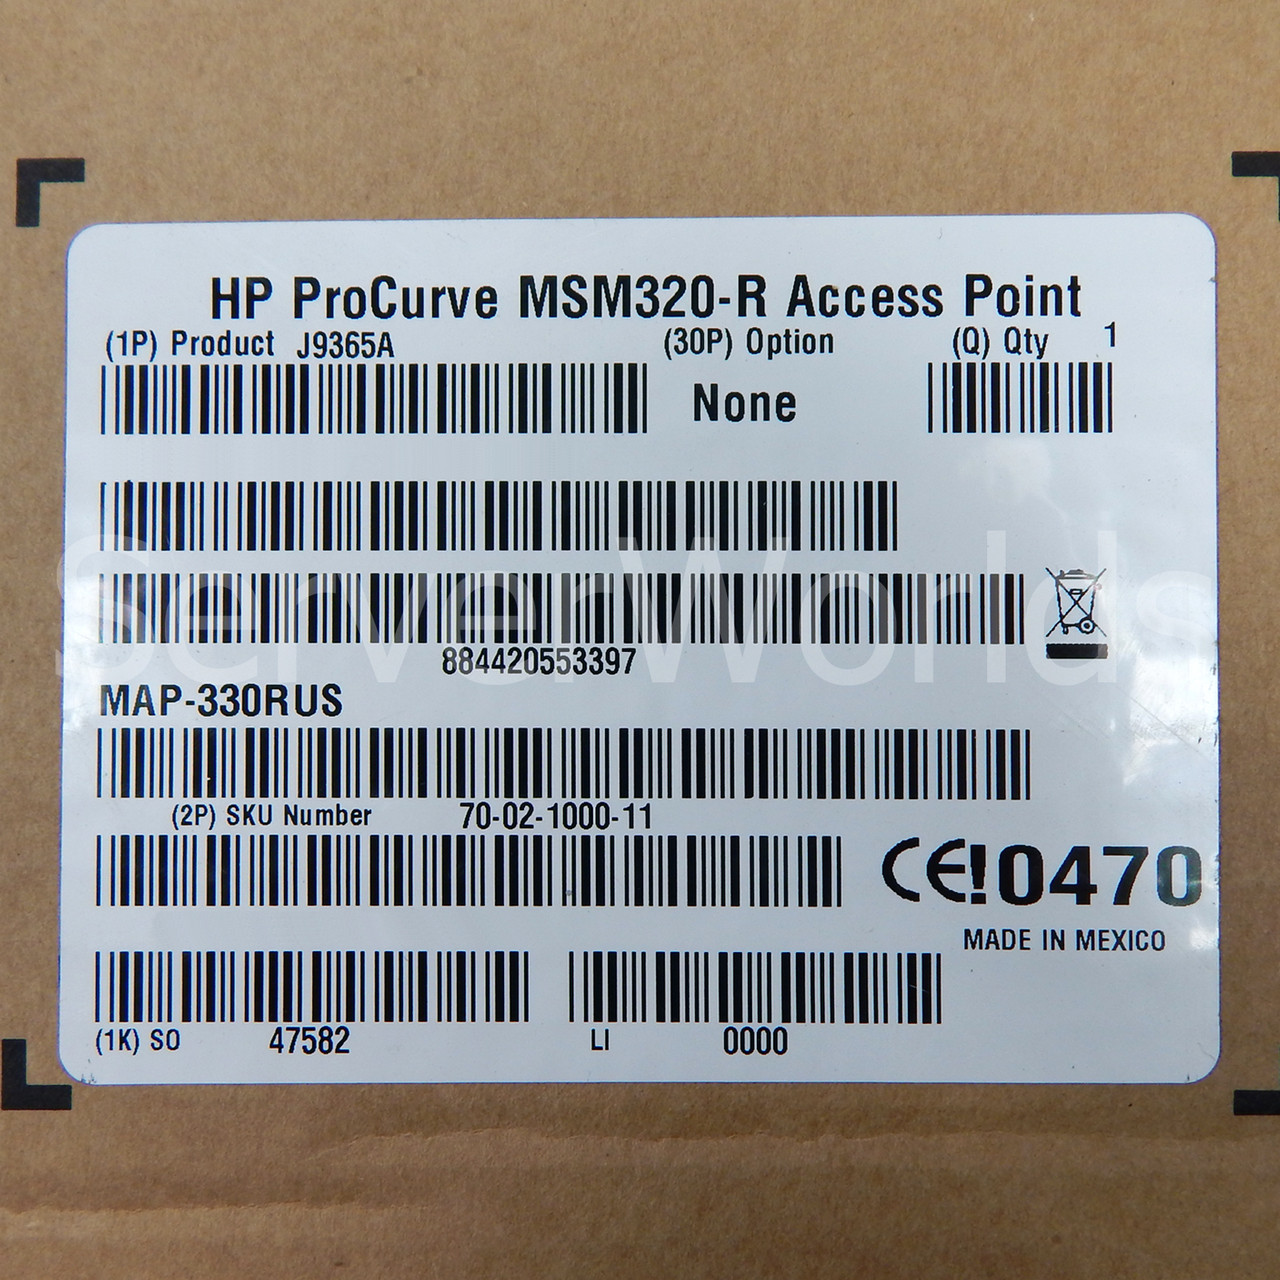 HP ProCurve MSM320-R Access Point
(1P) Product J9365A (30P) Option (Q) Qty 1
None
ServerWorlds
884420553397
MAP-330RUS
(2P) SKU Number 70-02-1000-11
CE!0470
MADE IN MEXICO
(1K) SO 47582 LI 0000